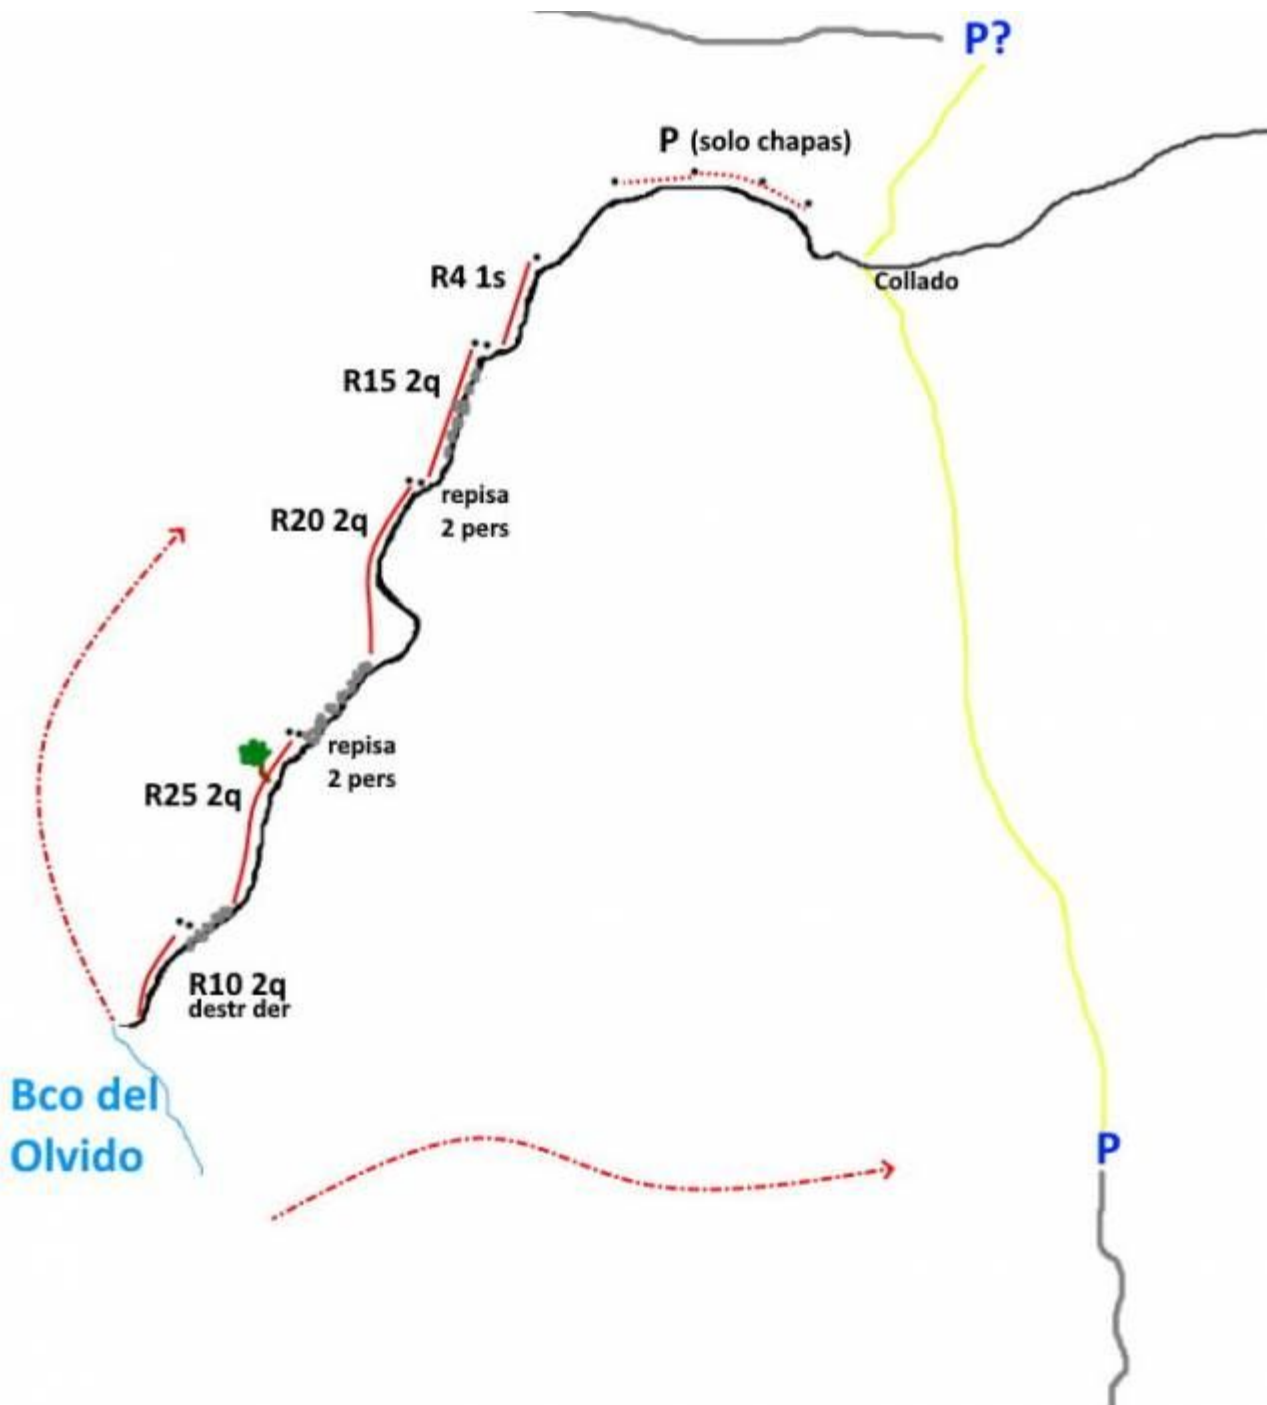 P?
P (solo chapas)
Collado
R4 1s
R15 2q
repisa
2 pers
R20 2q
repisa
2 pers
R25 2q
R10 2q
destr der
Bco del
Olvido
P